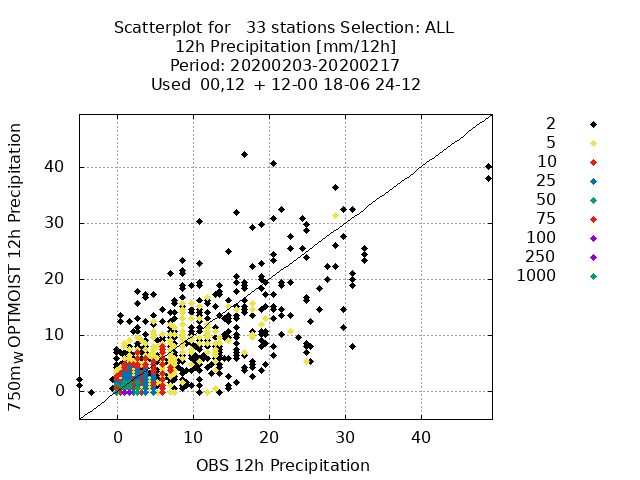 Scatterplot for   33 stations Selection: ALL
12h Precipitation [mm/12h]
Period: 20200203-20200217
Used  00,12  + 12-00 18-06 24-12
2
5
10
25
50
75
100
250
1000
750mW OPTMOIST 12h Precipitation
40
30
20
10
0
0 10 20 30 40
OBS 12h Precipitation